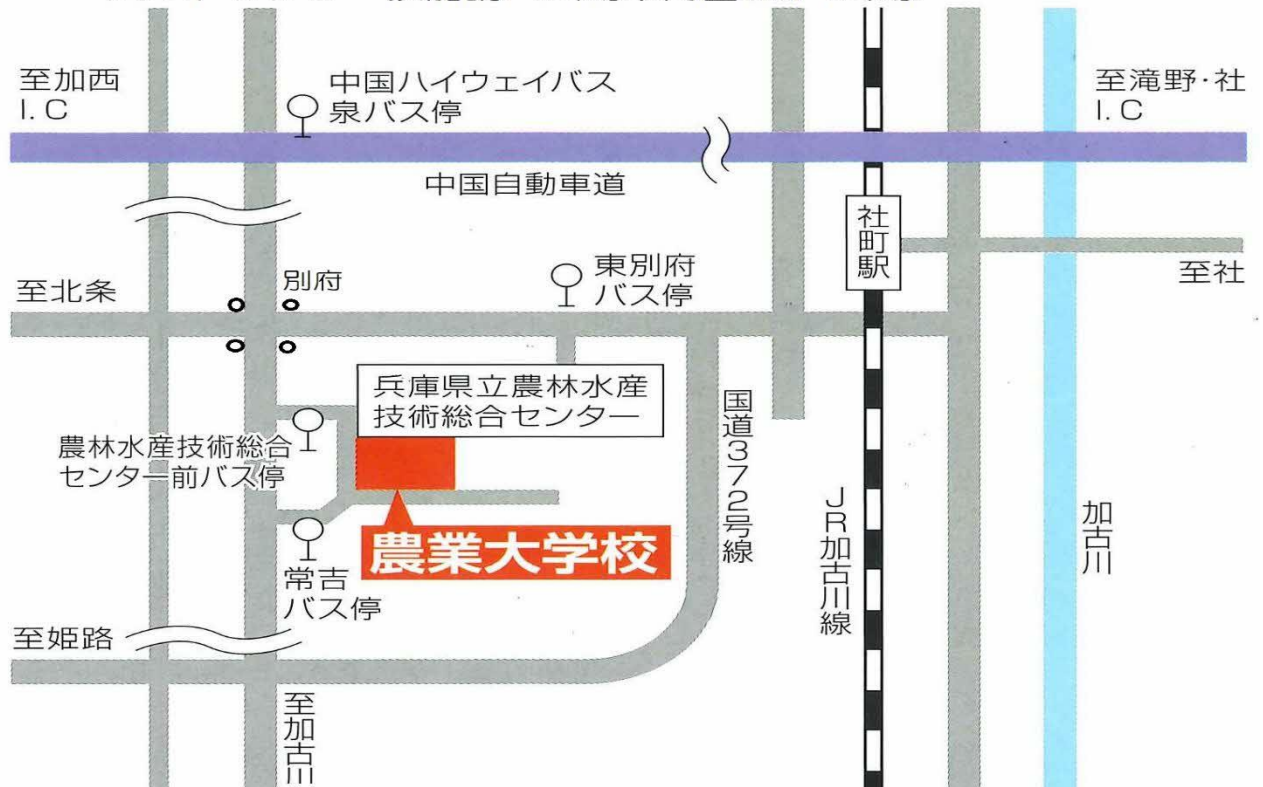 至加西
I.C
中国ハイウェイバス
泉バス停
至滝野・社
I.C
中国自動車道
社町駅
至社
東別府
バス停
別府
至北条
兵庫県立農林水産
技術総合センター
国道372号線
農林水産技術総合
センター前バス停
JR加古川線
加古川
農業大学校
常吉
バス停
至姫路
至加古川